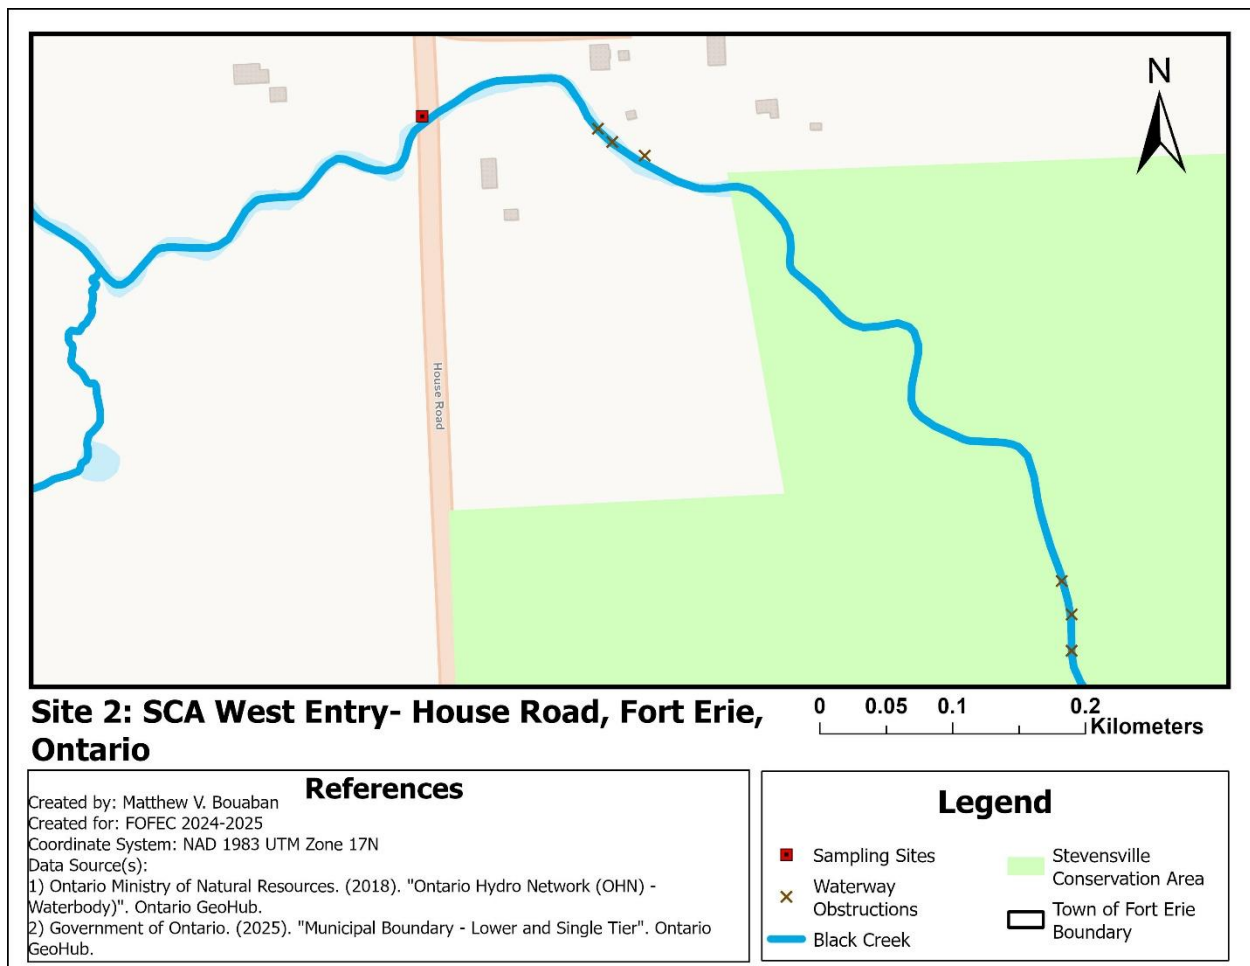 N
House Road
Site 2: SCA West Entry- House Road, Fort Erie,
Ontario
0 0.05 0.1 0.2
Kilometers
References
Created by: Matthew V. Bouaban
Created for: FOFEC 2024-2025
Coordinate System: NAD 1983 UTM Zone 17N
Data Source(s):
1) Ontario Ministry of Natural Resources. (2018). "Ontario Hydro Network (OHN) -
Waterbody)". Ontario GeoHub.
2) Government of Ontario. (2025). "Municipal Boundary - Lower and Single Tier". Ontario
GeoHub.
Legend
Sampling Sites
Waterway
Obstructions
Black Creek
Stevensville
Conservation Area
Town of Fort Erie
Boundary